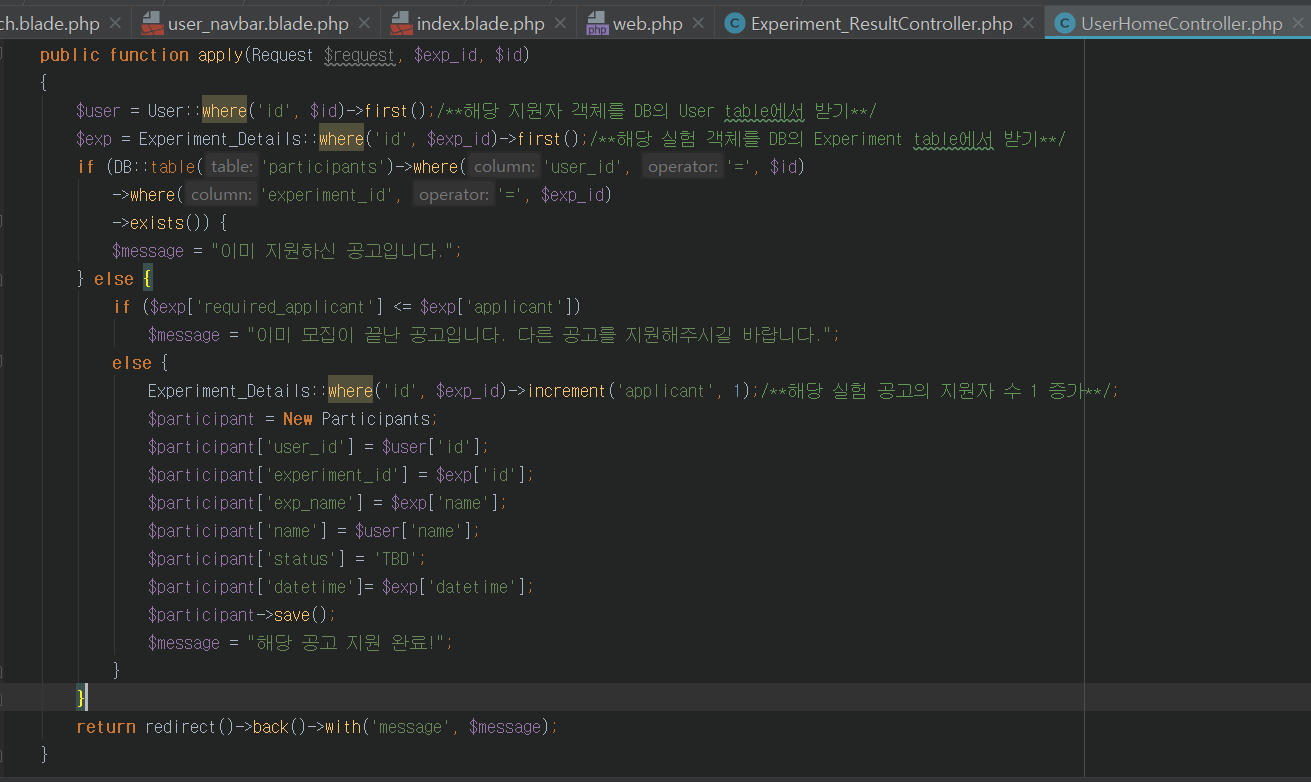 ch.blade.php × user_navbar.blade.php × index.blade.php × web.php × Experiment_ResultController.php × UserHomeController.php ×
public function apply(Request $request, $exp_id, $id)
{
$user = User::where('id', $id)->first();/**해당 지원자 객체를 DB의 User table에서 받기**/
$exp = Experiment_Details::where('id', $exp_id)->first();/**해당 실험 객체를 DB의 Experiment table에서 받기**/
if (DB::table( table: 'participants')->where( column: 'user_id', operator: '=', $id)
->where( column: 'experiment_id', operator: '=', $exp_id)
->exists()) {
$message = "이미 지원하신 공고입니다.";
} else {
if ($exp['required_applicant'] <= $exp['applicant'])
$message = "이미 모집이 끝난 공고입니다. 다른 공고를 지원해주시길 바랍니다.";
else {
Experiment_Details::where('id', $exp_id)->increment('applicant', 1);/**해당 실험 공고의 지원자 수 1 증가**/;
$participant = New Participants;
$participant['user_id'] = $user['id'];
$participant['experiment_id'] = $exp['id'];
$participant['exp_name'] = $exp['name'];
$participant['name'] = $user['name'];
$participant['status'] = 'TBD';
$participant['datetime']= $exp['datetime'];
$participant->save();
$message = "해당 공고 지원 완료!";
}
}
return redirect()->back()->with('message', $message);
}